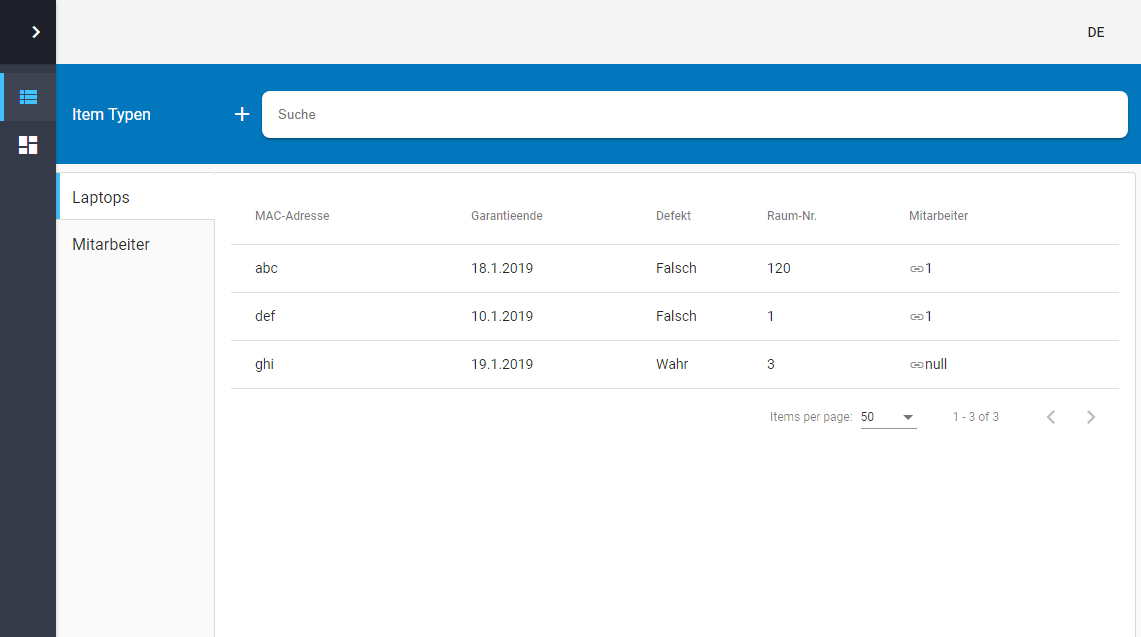 DE
Item Typen
Suche
Laptops
Mitarbeiter
MAC-Adresse Garantieende Defekt Raum-Nr. Mitarbeiter
abc 18.1.2019 Falsch 120 1
def 10.1.2019 Falsch 1 1
ghi 19.1.2019 Wahr 3 null
Items per page: 50 1 - 3 of 3